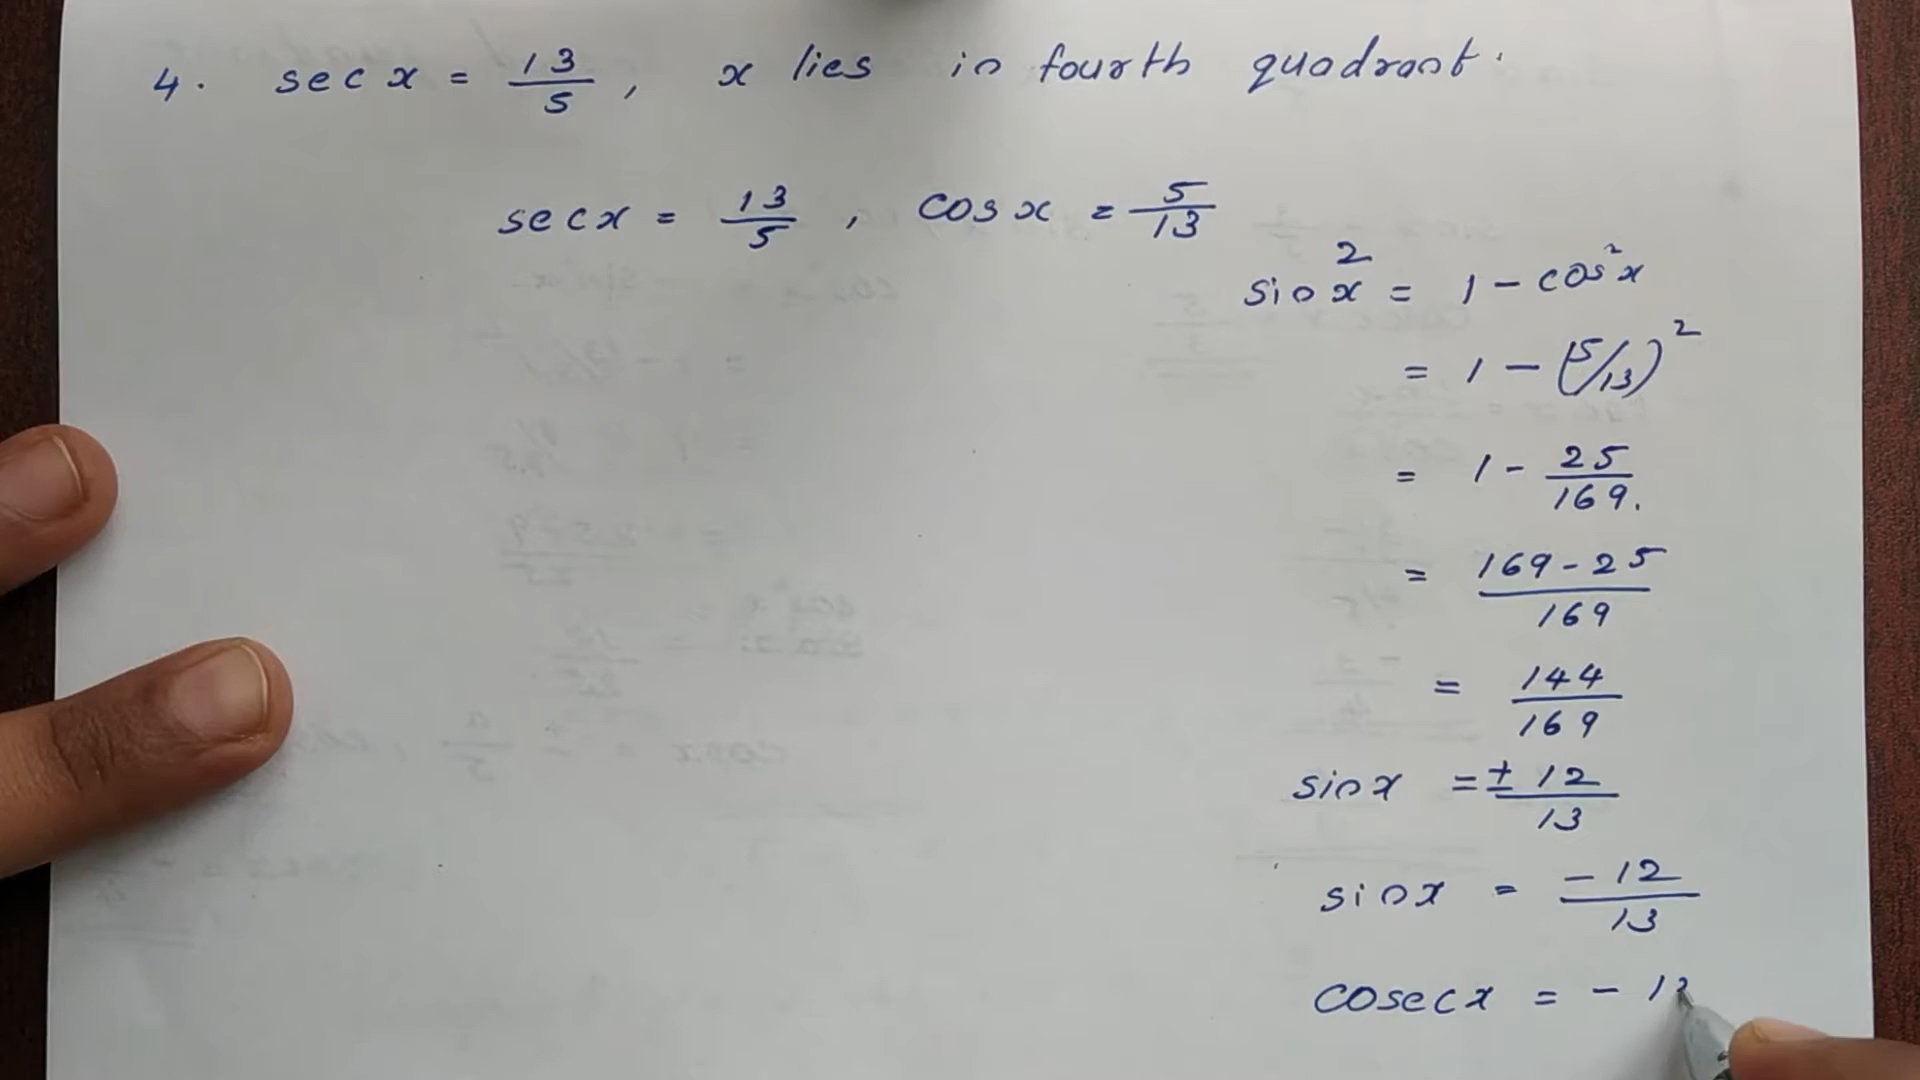 4. sec x = 13/5, x lies in fourth quadrant.
sec x = 13/5, cos x = 5/13
sin²x = 1 - cos²x
= 1 - (5/13)²
= 1 - 25/169.
= 169 - 25/169
= 144/169
sin x = ± 12/13
sin x = -12/13
cosec x = - 13